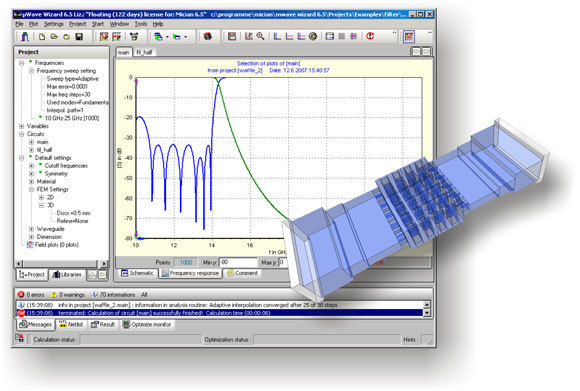 μWave Wizard 6.5 Liz.: "Floating (122 days) license for: Mician 6.5" c:\programme\mician\mwave wizard 6.5\Projects\Examples\Filter\
File Plot Settings Project Start Window Tools Help
Project
Frequencies
Frequency sweep setting
Sweep type=Adaptive
Max error=0.0001
Max freq steps=30
Used modes=Fundamenta
Interpol. path=1
10 GHz-25 GHz [1000]
Variables
Circuits
main
fil_half
Default settings
Cutoff frequencies
Symmetry
Material
FEM Settings
2D
3D
Discr.=0.5 mm
Refine=None
Waveguide
Dimension
Field plots (0 plots)
Project Libraries
main fil_half
Selection of plots of [main]
from project [waffle_2] Date: 12.6.2007 15:40:57
|S| in dB
0
-10
-20
-30
-40
-50
-60
-70
-80
10 12 14 16 18
f in GH
Points 1000 Min y: -80 Max y: 0
Schematic Frequency response Comment
0 errors 0 warnings 70 informations All
(15:39:08) info in project [waffle_2.main] : information in analysis routine: Adaptive interpolation converged after 25 of 30 steps
(15:39:08) terminated: Calculation of circuit [main] successfully finished! Calculation time (00:00:08)
Messages Netlist Result Optimize monitor
Calculation status : Optimization status : Hints :